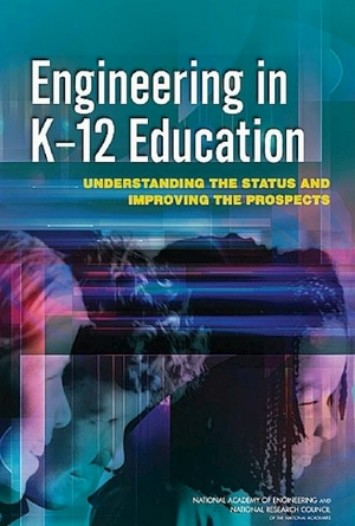 Engineering in
K–12 Education
UNDERSTANDING THE STATUS AND
IMPROVING THE PROSPECTS
NATIONAL ACADEMY OF ENGINEERING AND
NATIONAL RESEARCH COUNCIL
OF THE NATIONAL ACADEMIES